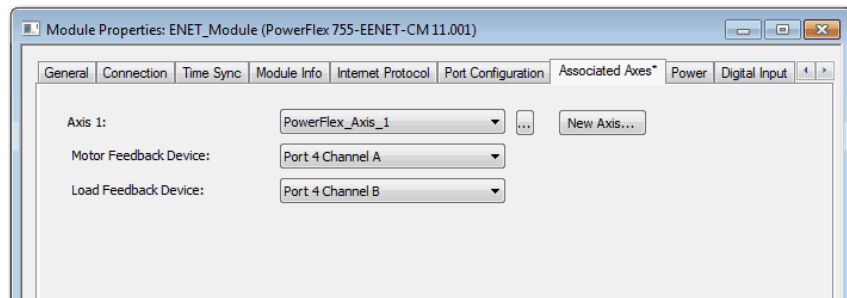 Module Properties: ENET_Module (PowerFlex 755-EENET-CM 11.001)
General Connection Time Sync Module Info Internet Protocol Port Configuration Associated Axes* Power Digital Input
Axis 1: PowerFlex_Axis_1 ... New Axis...
Motor Feedback Device: Port 4 Channel A
Load Feedback Device: Port 4 Channel B